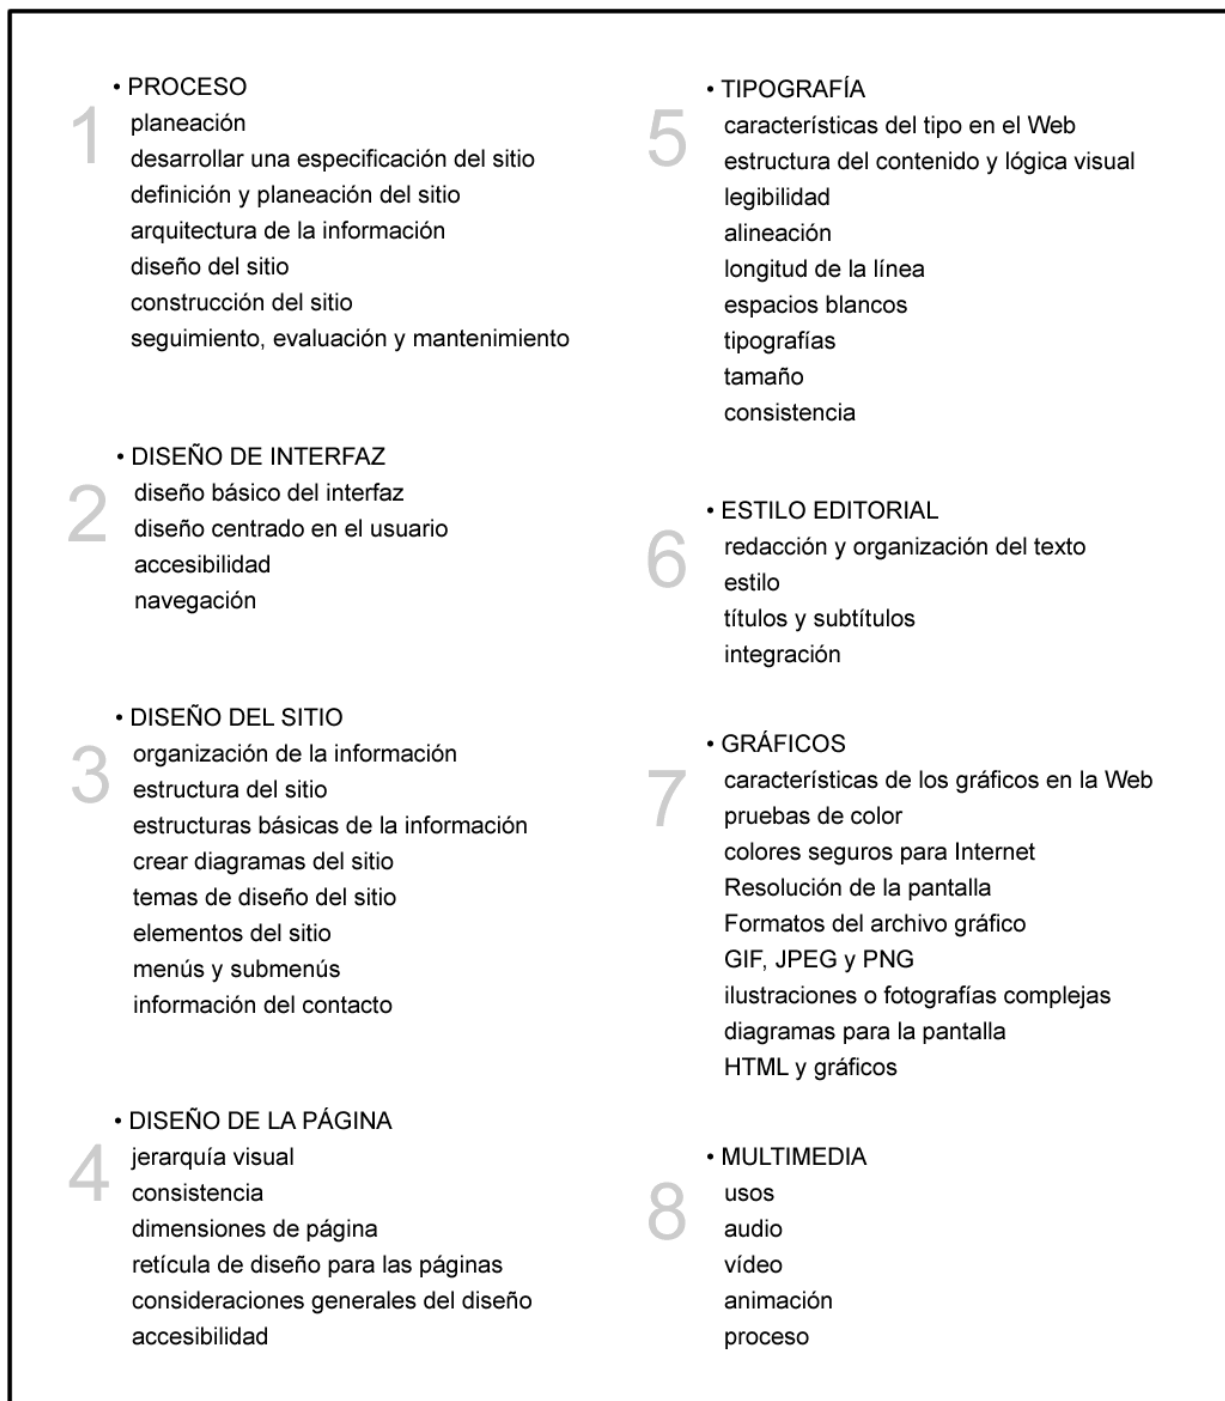 1
• PROCESO
planeación
desarrollar una especificación del sitio
definición y planeación del sitio
arquitectura de la información
diseño del sitio
construcción del sitio
seguimiento, evaluación y mantenimiento
2
• DISEÑO DE INTERFAZ
diseño básico del interfaz
diseño centrado en el usuario
accesibilidad
navegación
3
• DISEÑO DEL SITIO
organización de la información
estructura del sitio
estructuras básicas de la información
crear diagramas del sitio
temas de diseño del sitio
elementos del sitio
menús y submenús
información del contacto
4
• DISEÑO DE LA PÁGINA
jerarquía visual
consistencia
dimensiones de página
retícula de diseño para las páginas
consideraciones generales del diseño
accesibilidad
5
• TIPOGRAFÍA
características del tipo en el Web
estructura del contenido y lógica visual
legibilidad
alineación
longitud de la línea
espacios blancos
tipografías
tamaño
consistencia
6
• ESTILO EDITORIAL
redacción y organización del texto
estilo
títulos y subtítulos
integración
7
• GRÁFICOS
características de los gráficos en la Web
pruebas de color
colores seguros para Internet
Resolución de la pantalla
Formatos del archivo gráfico
GIF, JPEG y PNG
ilustraciones o fotografías complejas
diagramas para la pantalla
HTML y gráficos
8
• MULTIMEDIA
usos
audio
vídeo
animación
proceso